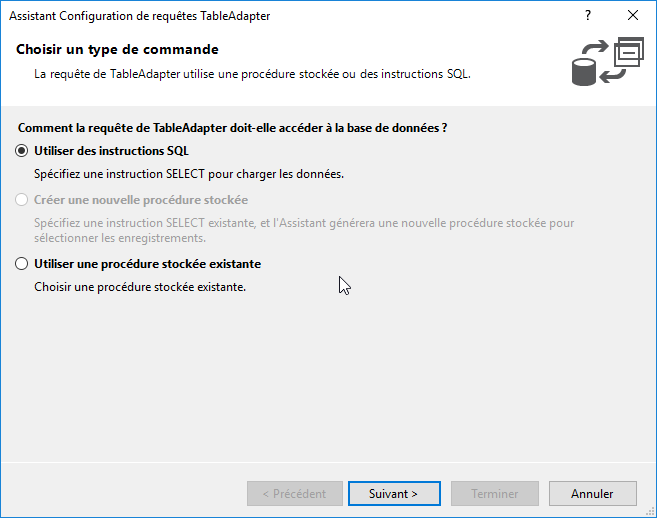 Assistant Configuration de requêtes TableAdapter
?
Choisir un type de commande
La requête de TableAdapter utilise une procédure stockée ou des instructions SQL.
Comment la requête de TableAdapter doit-elle accéder à la base de données ?
Utiliser des instructions SQL
Spécifiez une instruction SELECT pour charger les données.
Créer une nouvelle procédure stockée
Spécifiez une instruction SELECT existante, et l'Assistant générera une nouvelle procédure stockée pour
sélectionner les enregistrements.
Utiliser une procédure stockée existante
Choisir une procédure stockée existante.
< Précédent
Suivant >
Terminer
Annuler